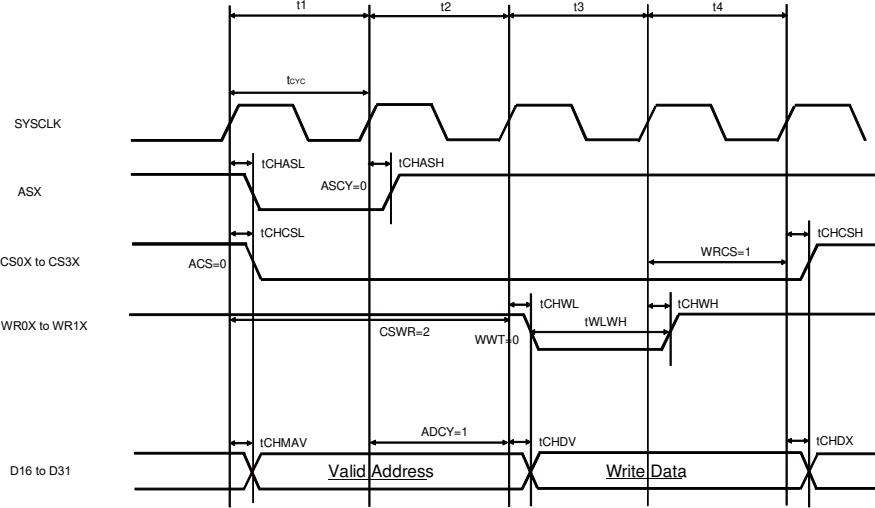 t1 t2 t3 t4
tCYC
SYSCLK
tCHASL tCHASH
ASX ASCY=0
tCHCSL tCHCSH
CS0X to CS3X ACS=0 WRCS=1
tCHWL tCHWH
WR0X to WR1X CSWR=2 WWT=0 tWLWH
ADCY=1
tCHMAV tCHDV tCHDX
D16 to D31 Valid Address Write Data